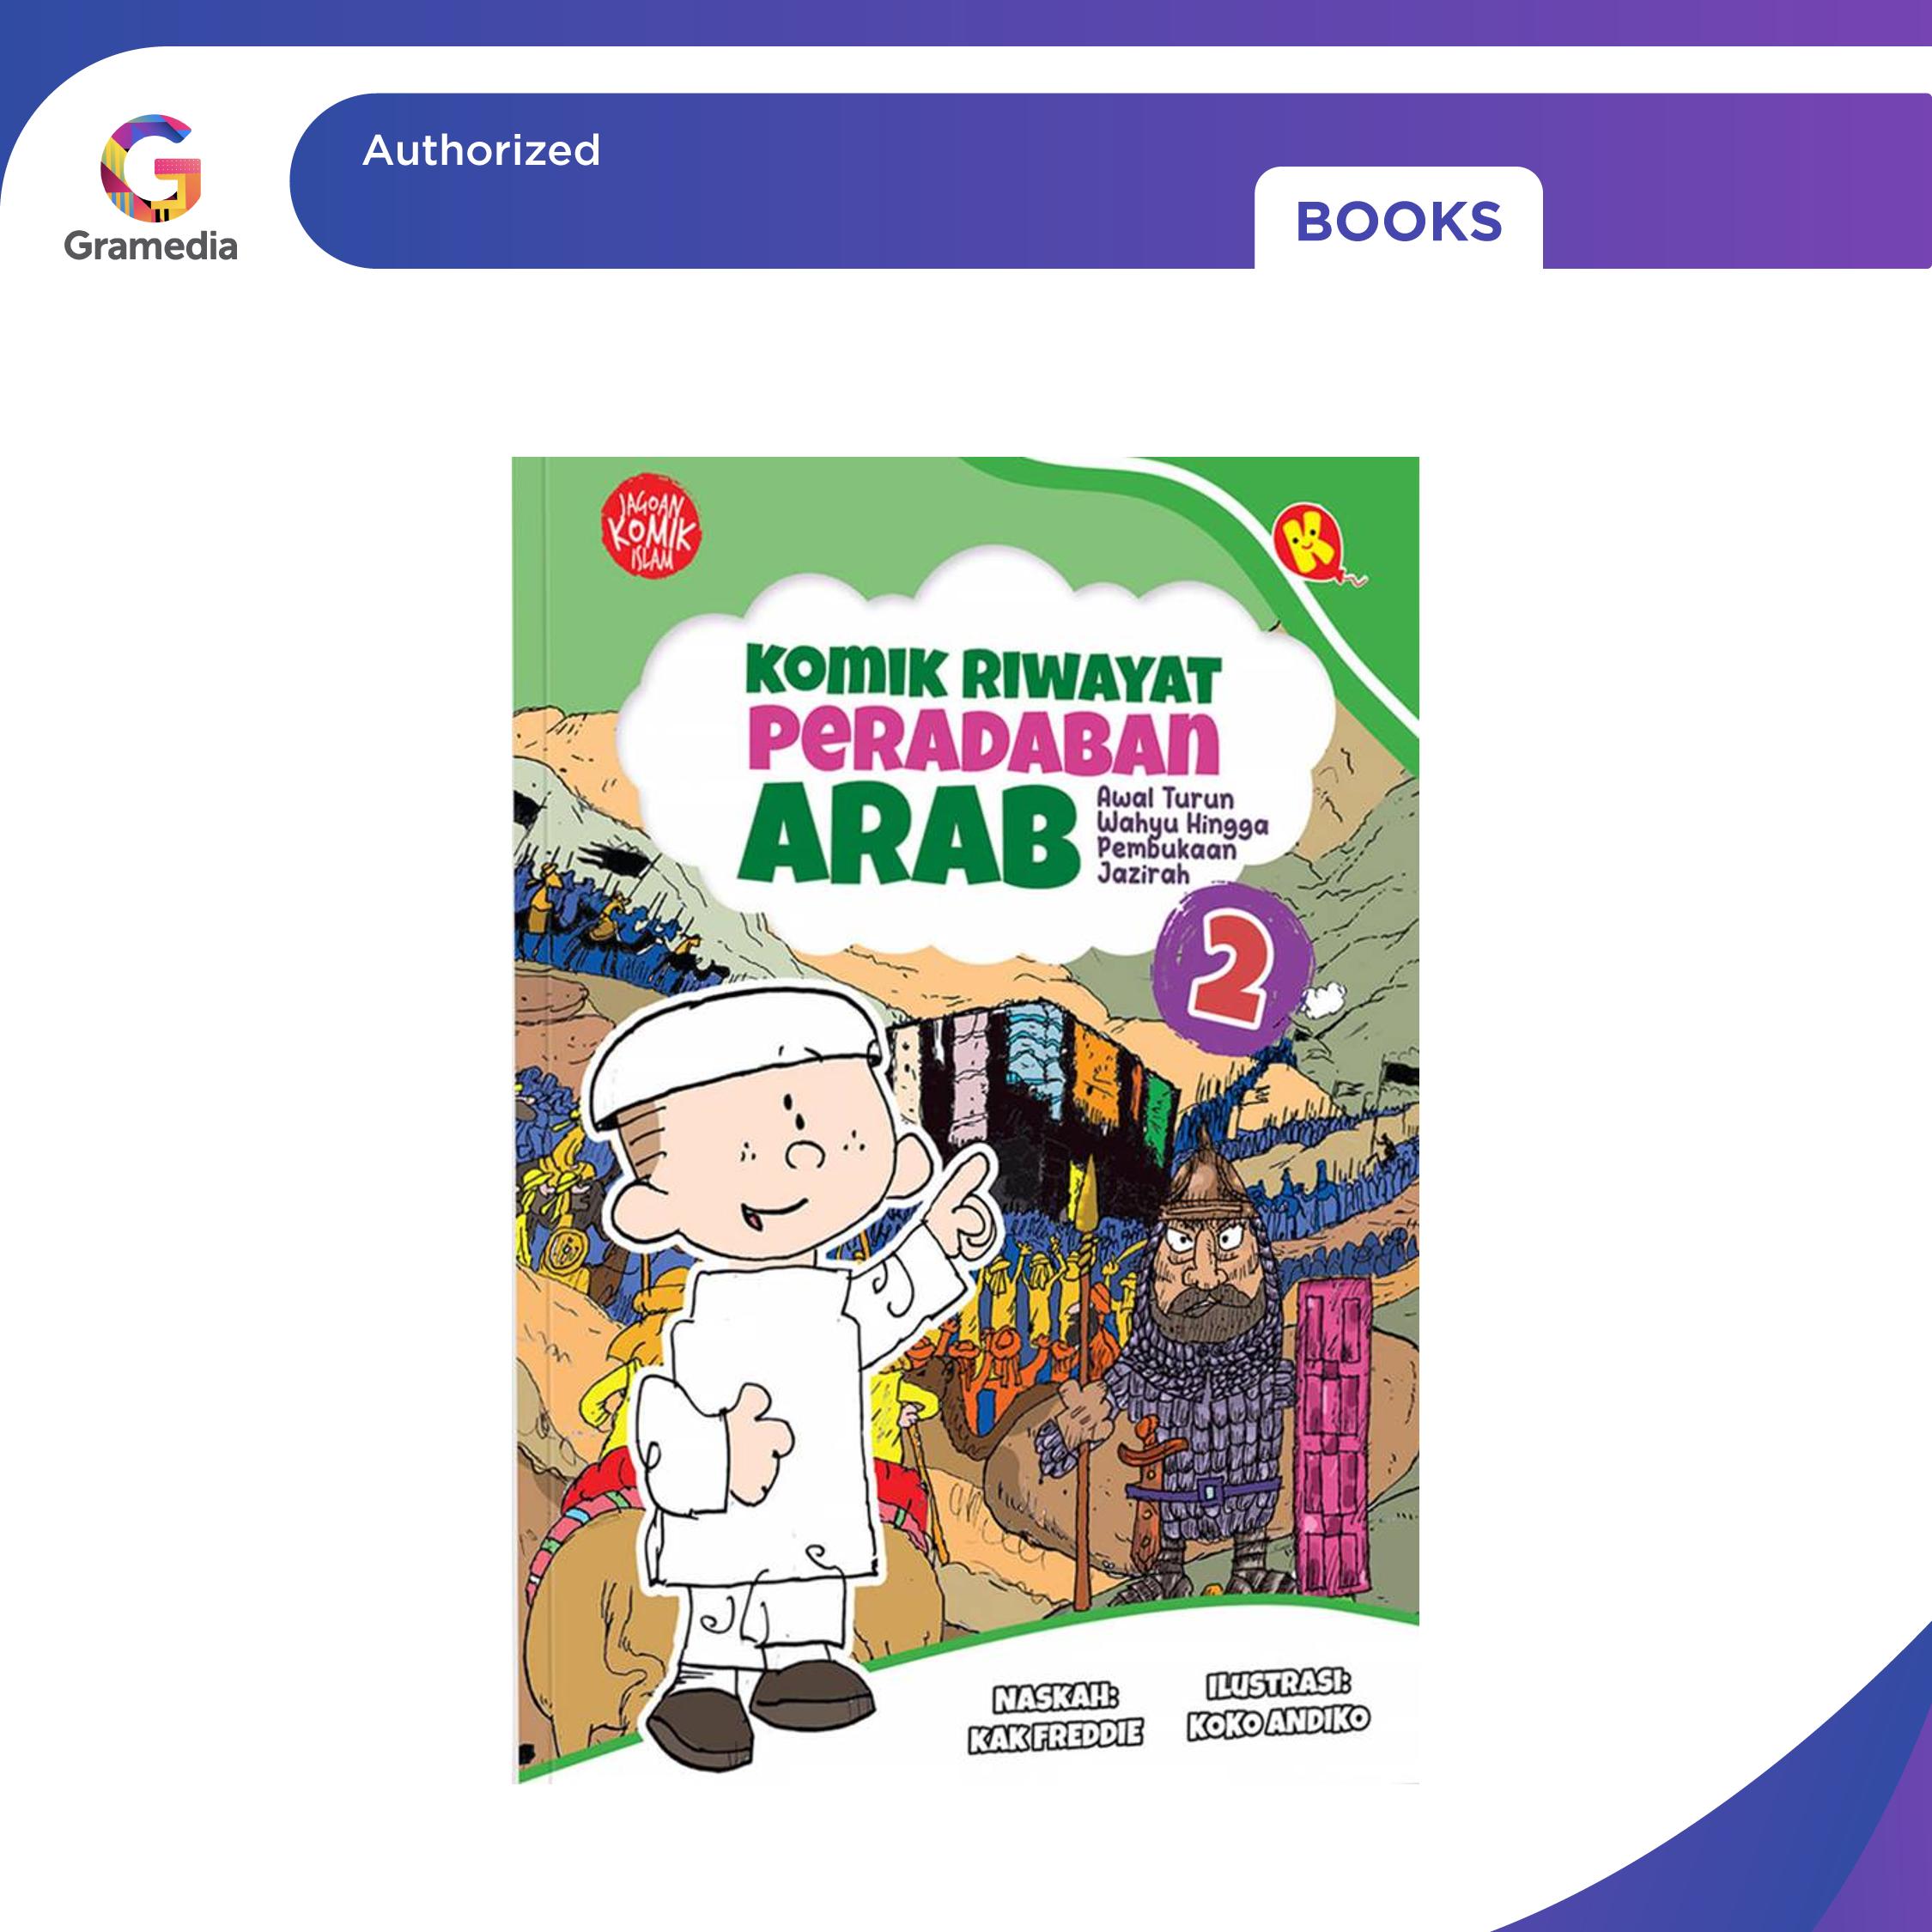 Gramedia
Authorized
BOOKS
JAGOAN
KOMIK
ISLAM
K
KOMIK RIWAYAT
PERADABAN
ARAB
Awal Turun
Wahyu Hingga
Pembukaan
Jazirah
2
NASKAH:
KAK FREDDIE
ILUSTRASI:
KOKO ANDIKO